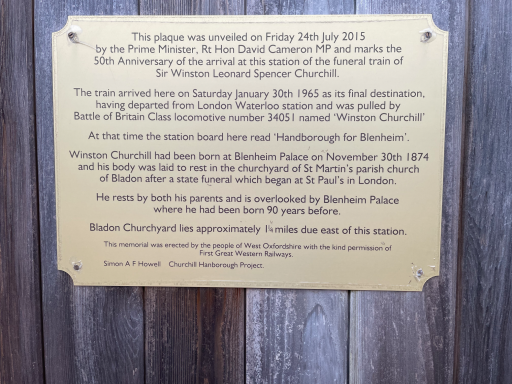 This plaque was unveiled on Friday 24th July 2015
by the Prime Minister, Rt Hon David Cameron MP and marks the
50th Anniversary of the arrival at this station of the funeral train of
Sir Winston Leonard Spencer Churchill.
The train arrived here on Saturday January 30th 1965 as its final destination,
having departed from London Waterloo station and was pulled by
Battle of Britain Class locomotive number 34051 named 'Winston Churchill'
At that time the station board here read 'Handborough for Blenheim'.
Winston Churchill had been born at Blenheim Palace on November 30th 1874
and his body was laid to rest in the churchyard of St Martin's parish church
of Bladon after a state funeral which began at St Paul's in London.
He rests by both his parents and is overlooked by Blenheim Palace
where he had been born 90 years before.
Bladon Churchyard lies approximately 1¼ miles due east of this station.
This memorial was erected by the people of West Oxfordshire with the kind permission of
First Great Western Railways.
Simon A F Howell Churchill Hanborough Project.